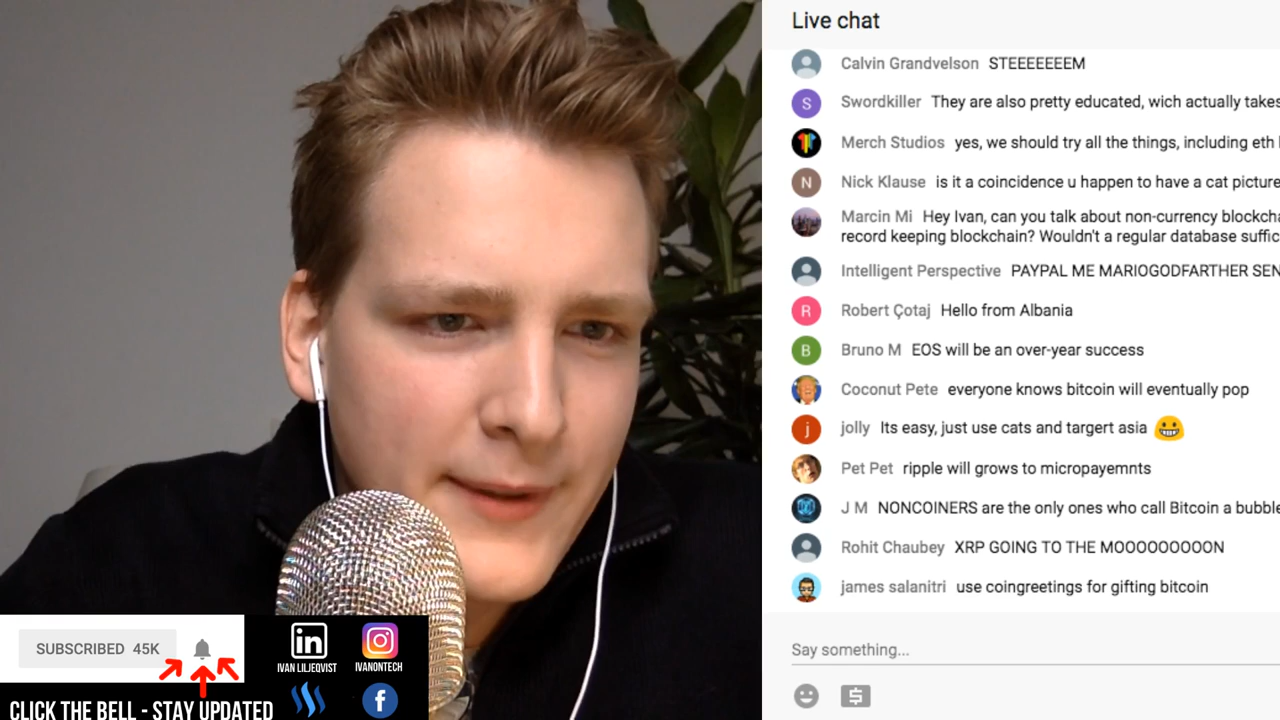 Live chat
Calvin Grandvelson STEEEEEEEM
S Swordkiller They are also pretty educated, wich actually takes
Merch Studios yes, we should try all the things, including eth
N Nick Klause is it a coincidence u happen to have a cat picture
Marcin Mi Hey Ivan, can you talk about non-currency blockcha
record keeping blockchain? Wouldn't a regular database suffic
Intelligent Perspective PAYPAL ME MARIOGODFARTHER SEN
R Robert Çotaj Hello from Albania
B Bruno M EOS will be an over-year success
Coconut Pete everyone knows bitcoin will eventually pop
j jolly Its easy, just use cats and targert asia
Pet Pet ripple will grows to micropayemnts
J M NONCOINERS are the only ones who call Bitcoin a bubble
Rohit Chaubey XRP GOING TO THE MOOOOOOOOON
james salanitri use coingreetings for gifting bitcoin
Say something...
SUBSCRIBED 45K
CLICK THE BELL - STAY UPDATED
in
IVAN LILJEQVIST
IVANONTECH
f